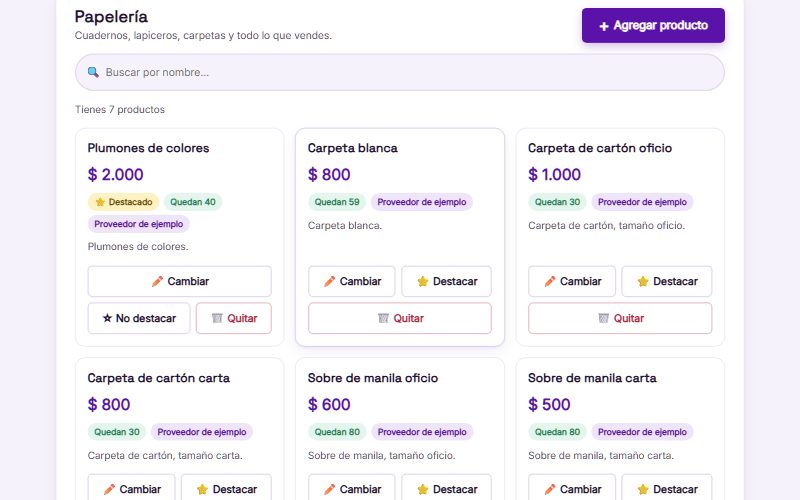 Papelería
Cuadernos, lapiceros, carpetas y todo lo que vendes.
+ Agregar producto
Buscar por nombre...
Tienes 7 productos
Plumones de colores
$ 2.000
Destacado
Quedan 40
Proveedor de ejemplo
Plumones de colores.
Cambiar
No destacar
Quitar
Carpeta blanca
$ 800
Quedan 59
Proveedor de ejemplo
Carpeta blanca.
Cambiar
Destacar
Quitar
Carpeta de cartón oficio
$ 1.000
Quedan 30
Proveedor de ejemplo
Carpeta de cartón, tamaño oficio.
Cambiar
Destacar
Quitar
Carpeta de cartón carta
$ 800
Quedan 30
Proveedor de ejemplo
Carpeta de cartón, tamaño carta.
Cambiar
Destacar
Sobre de manila oficio
$ 600
Quedan 80
Proveedor de ejemplo
Sobre de manila, tamaño oficio.
Cambiar
Destacar
Sobre de manila carta
$ 500
Quedan 80
Proveedor de ejemplo
Sobre de manila, tamaño carta.
Cambiar
Destacar